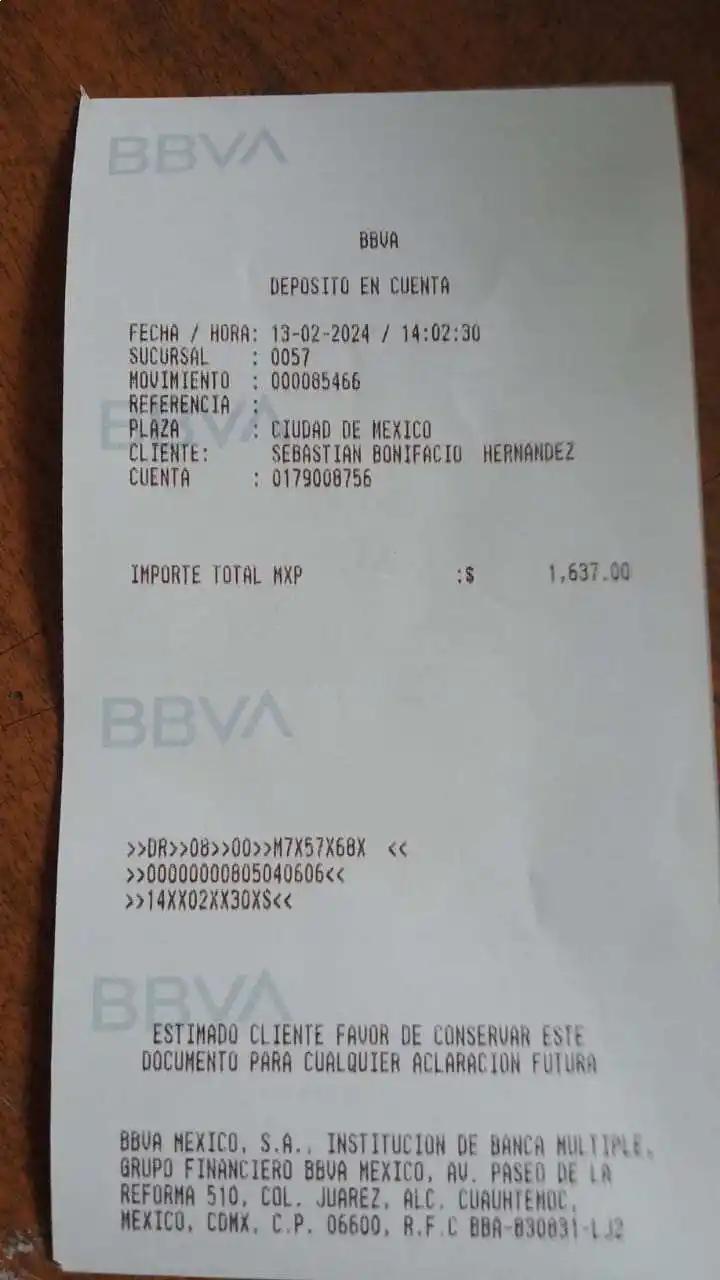 BBVA
BBVA
DEPOSITO EN CUENTA
FECHA / HORA: 13-02-2024 / 14:02:30
SUCURSAL : 0057
MOVIMIENTO : 000085466
REFERENCIA :
BBVA
PLAZA : CIUDAD DE MEXICO
CLIENTE: SEBASTIAN BONIFACIO HERNANDEZ
CUENTA : 0179008756
IMPORTE TOTAL MXP :$ 1,637.00
BBVA
>>DR>>08>>00>>M7X57X68X <<
>>00000000805040606<<
>>14XX02XX30XS<<
BBVA
ESTIMADO CLIENTE FAVOR DE CONSERVAR ESTE
DOCUMENTO PARA CUALQUIER ACLARACION FUTURA
BBVA MEXICO, S.A., INSTITUCION DE BANCA MULTIPLE,
GRUPO FINANCIERO BBVA MEXICO, AV. PASEO DE LA
REFORMA 510, COL. JUAREZ, ALC. CUAUHTEMOC,
MEXICO, CDMX, C.P. 06600, R.F.C BBA-830831-LJ2